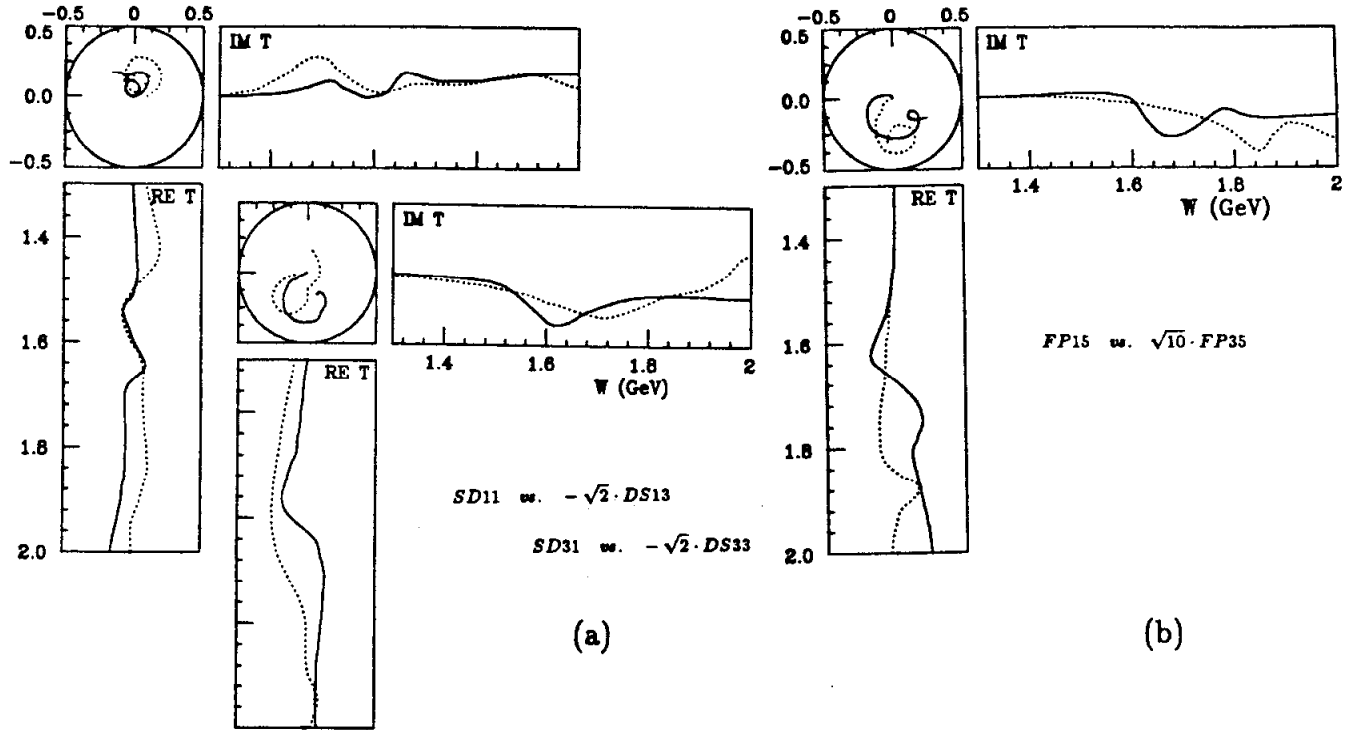 −0.5 0 0.5
0.5
0.0
−0.5
IM T
RE T
1.4
1.6
1.8
2.0
IM T
1.4 1.6 1.8 2
W (GeV)
RE T
SD11 vs. −√2 · DS13
SD31 vs. −√2 · DS33
(a)
−0.5 0 0.5
0.5
0.0
−0.5
IM T
1.4 1.6 1.8 2
W (GeV)
RE T
1.4
1.6
1.8
2.0
FP15 vs. √10 · FP35
(b)